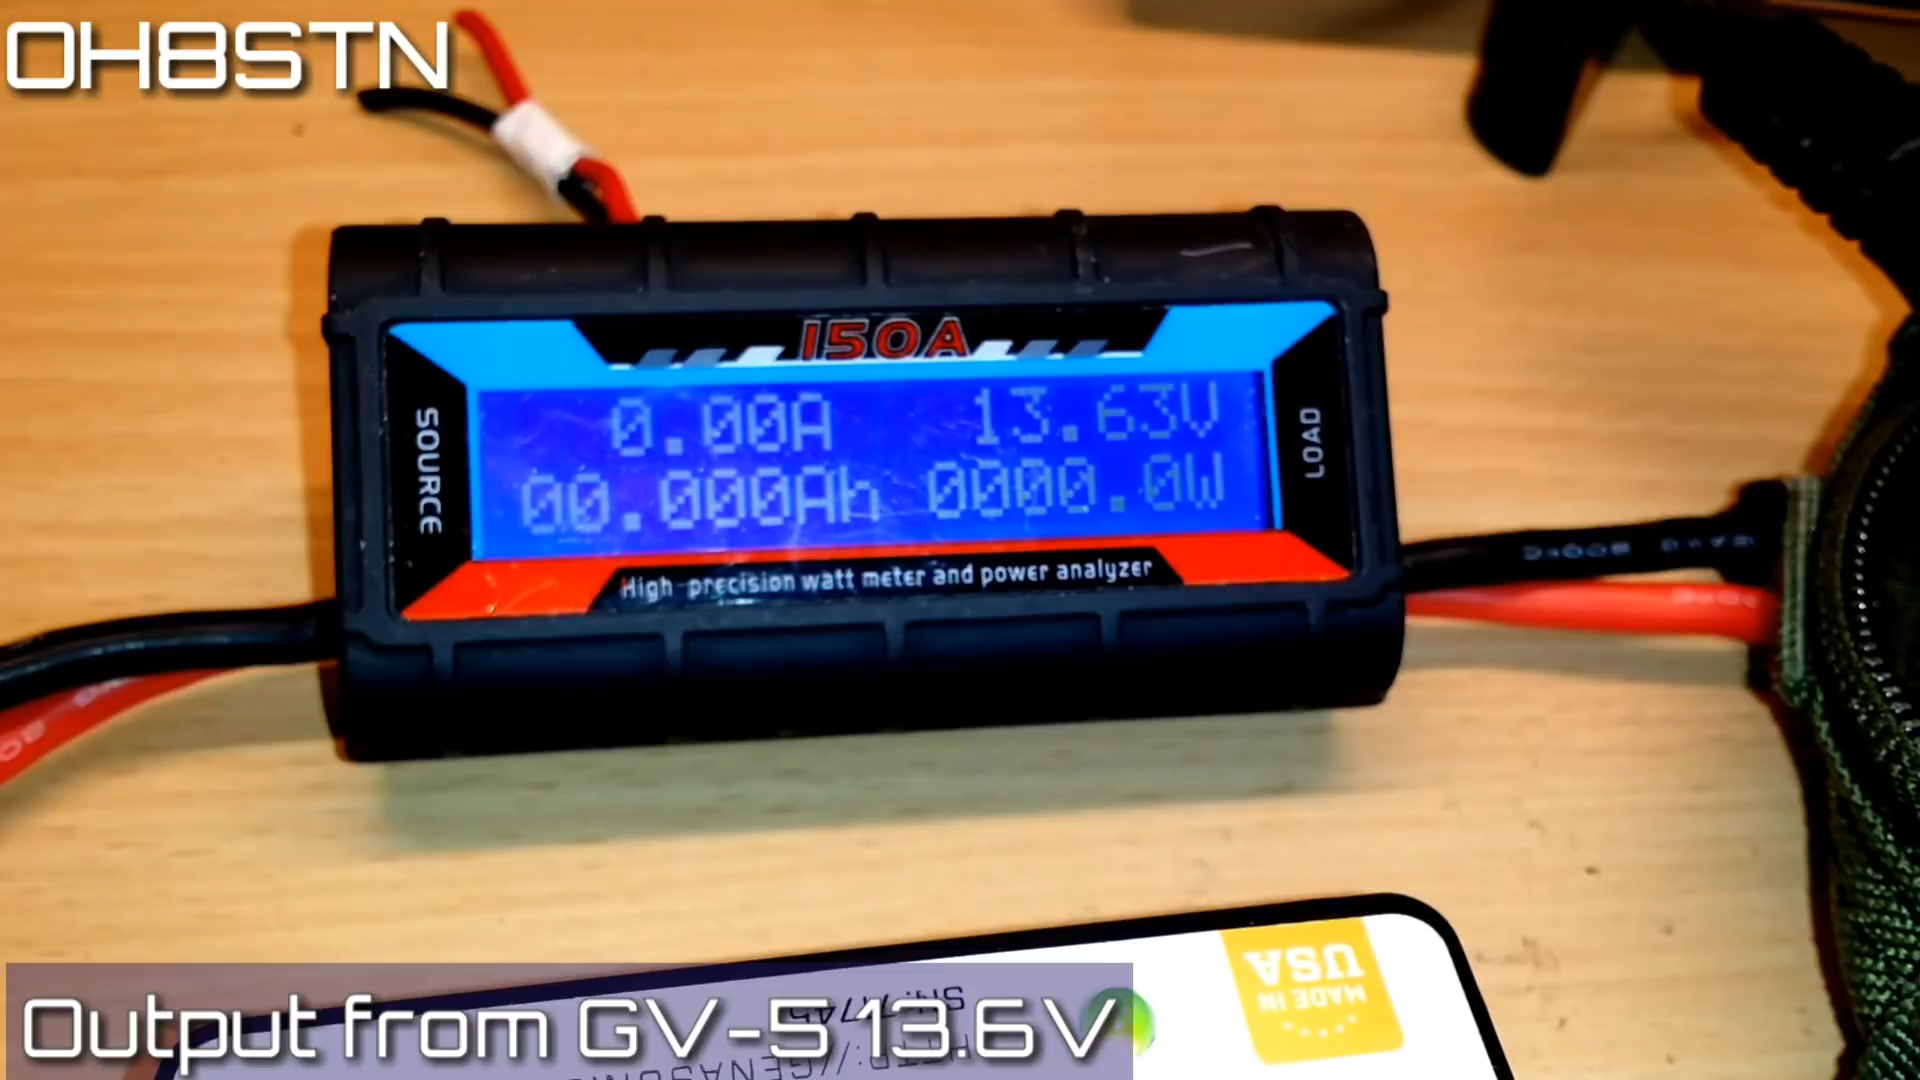 OH8STN
150A
SOURCE
0.00A 13.63V
00.000Ah 0000.0W
LOAD
High-precision watt meter and power analyzer
MADE IN
USA
Output from GV-5 13.6V